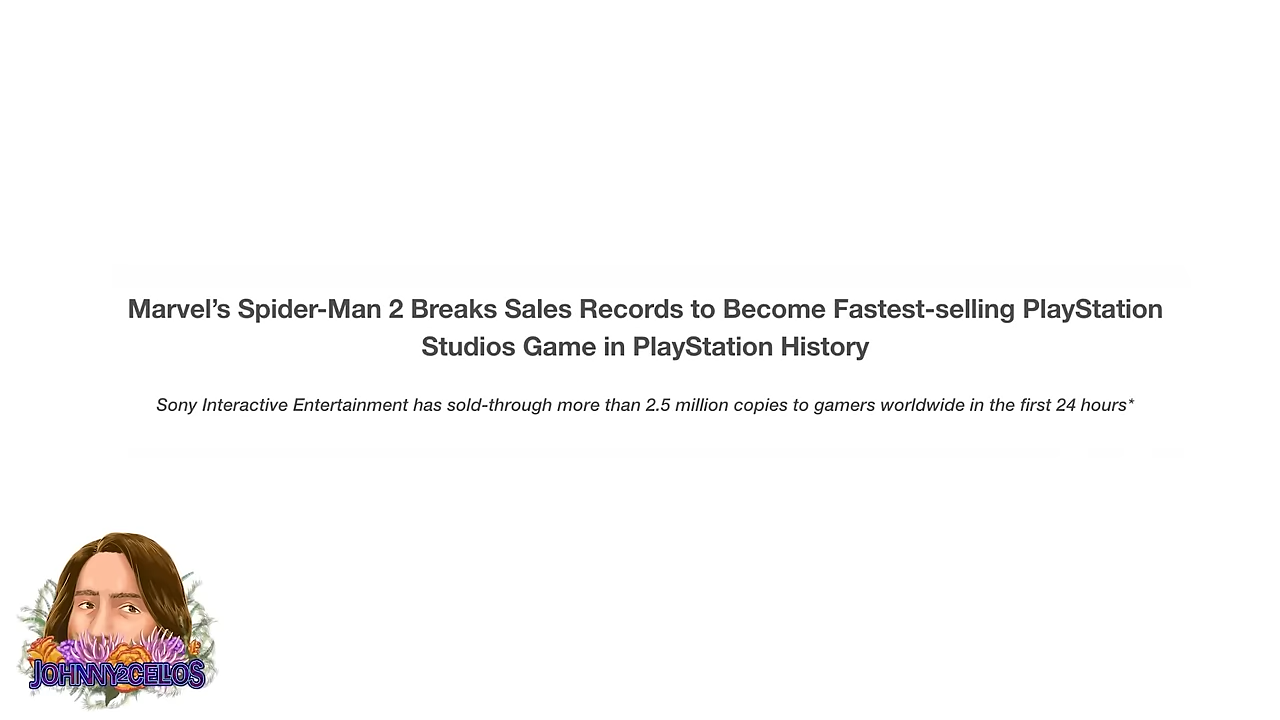 Marvel’s Spider-Man 2 Breaks Sales Records to Become Fastest-selling PlayStation
Studios Game in PlayStation History
Sony Interactive Entertainment has sold-through more than 2.5 million copies to gamers worldwide in the first 24 hours*
JOHNNY2CELLOS